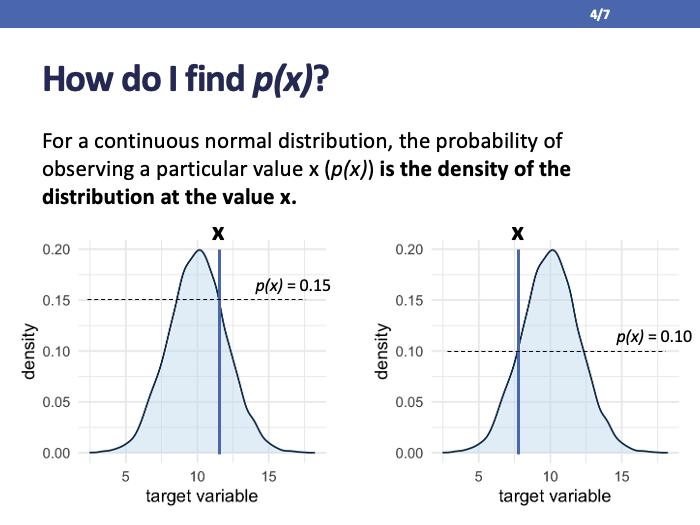 4/7
How do I find p(x)?
For a continuous normal distribution, the probability of
observing a particular value x (p(x)) is the density of the
distribution at the value x.
X
0.20
p(x) = 0.15
0.15
0.10
0.05
0.00
density
5 10 15
target variable
X
0.20
0.15
p(x) = 0.10
0.10
0.05
0.00
density
5 10 15
target variable